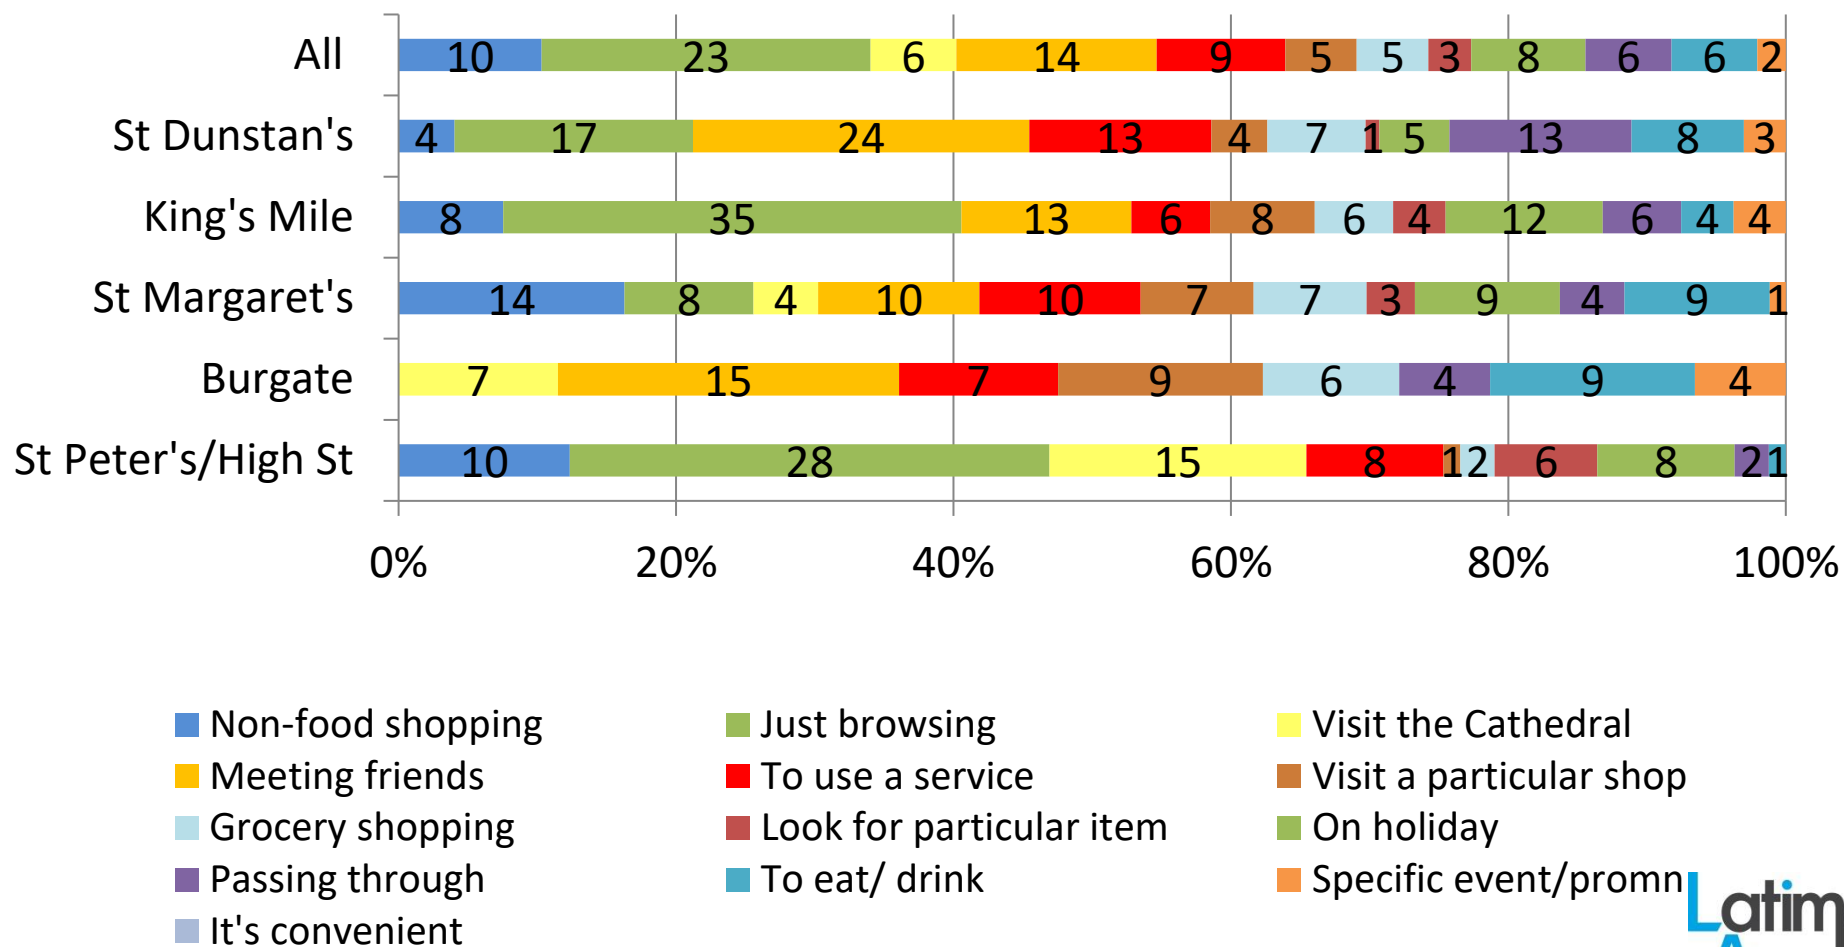 All 10 23 6 14 9 5 5 3 8 6 6 2
St Dunstan's 4 17 24 13 4 7 1 5 13 8 3
King's Mile 8 35 13 6 8 6 4 12 6 4 4
St Margaret's 14 8 4 10 10 7 7 3 9 4 9 1
Burgate 7 15 7 9 6 4 9 4
St Peter's/High St 10 28 15 8 1 2 6 8 2 1
0% 20% 40% 60% 80% 100%
Non-food shopping Just browsing Visit the Cathedral
Meeting friends To use a service Visit a particular shop
Grocery shopping Look for particular item On holiday
Passing through To eat/ drink Specific event/promn
It's convenient
Latim